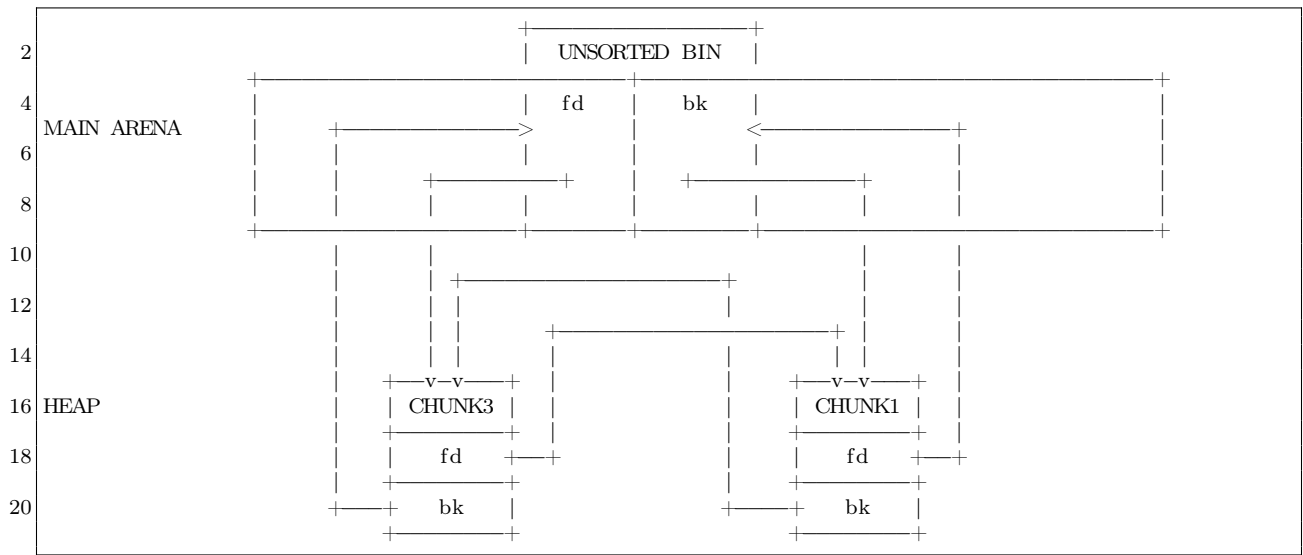 2 UNSORTED BIN
4 fd bk
MAIN ARENA
6
8
10
12
14
v v v v
16 HEAP CHUNK3 CHUNK1
18 fd fd
20 bk bk